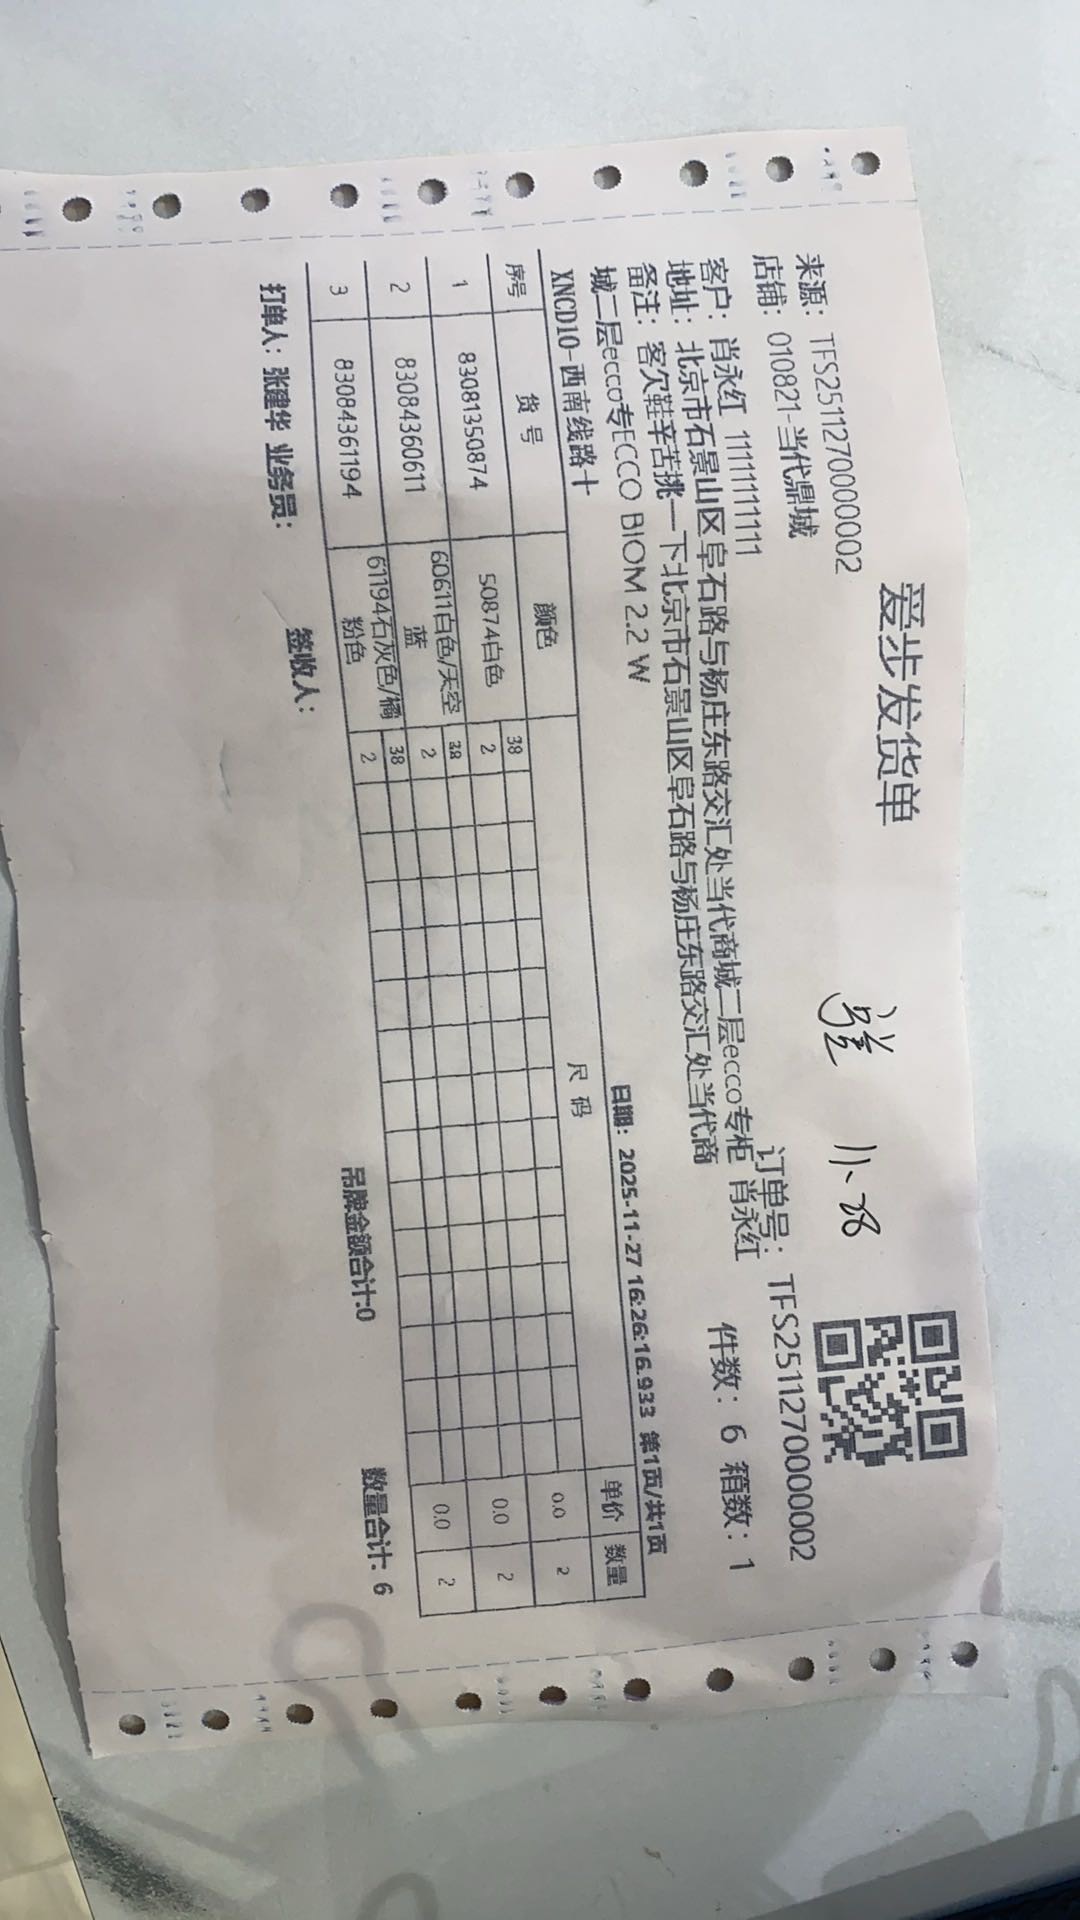 爱步发货单
11、28
来源：TFS251127000002
订单号：TFS251127000002
店铺：010821-当代鼎城
客户：肖永红 11111111111
件数：6 箱数：1
地址：北京市石景山区阜石路与杨庄东路交汇处当代商城二层ecco专柜 肖永红
备注：客欠鞋辛苦挑一下北京市石景山区阜石路与杨庄东路交汇处当代商
城二层ecco专ECCO BIOM 2.2 W
XNCD10-西南线路十
日期：2025-11-27 16:26:16.933 第1页/共1页
序号 货号 颜色 尺码 单价 数量
1 83081350874 50874白色 38 2 0.0 2
2 83084360611 60611白色/天空蓝 38 2 0.0 2
3 83084361194 61194石灰色/橘粉色 38 2 0.0 2
吊牌金额合计:0 数量合计: 6
打单人：张建华 业务员： 签收人：